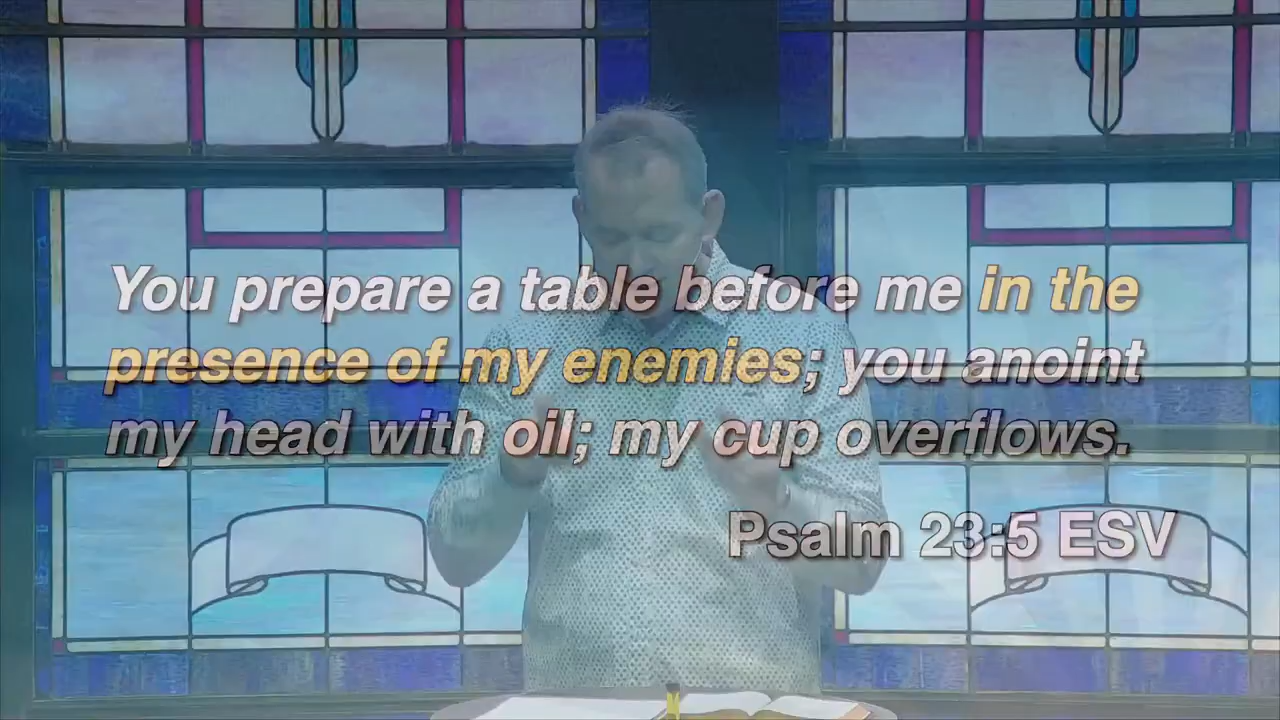 You prepare a table before me in the
presence of my enemies; you anoint
my head with oil; my cup overflows.
Psalm 23:5 ESV